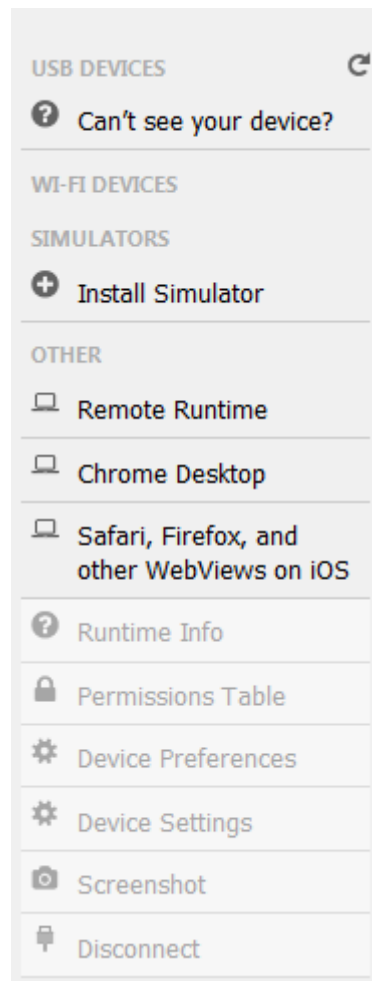 USB DEVICES
Can't see your device?
WI-FI DEVICES
SIMULATORS
Install Simulator
OTHER
Remote Runtime
Chrome Desktop
Safari, Firefox, and
other WebViews on iOS
Runtime Info
Permissions Table
Device Preferences
Device Settings
Screenshot
Disconnect